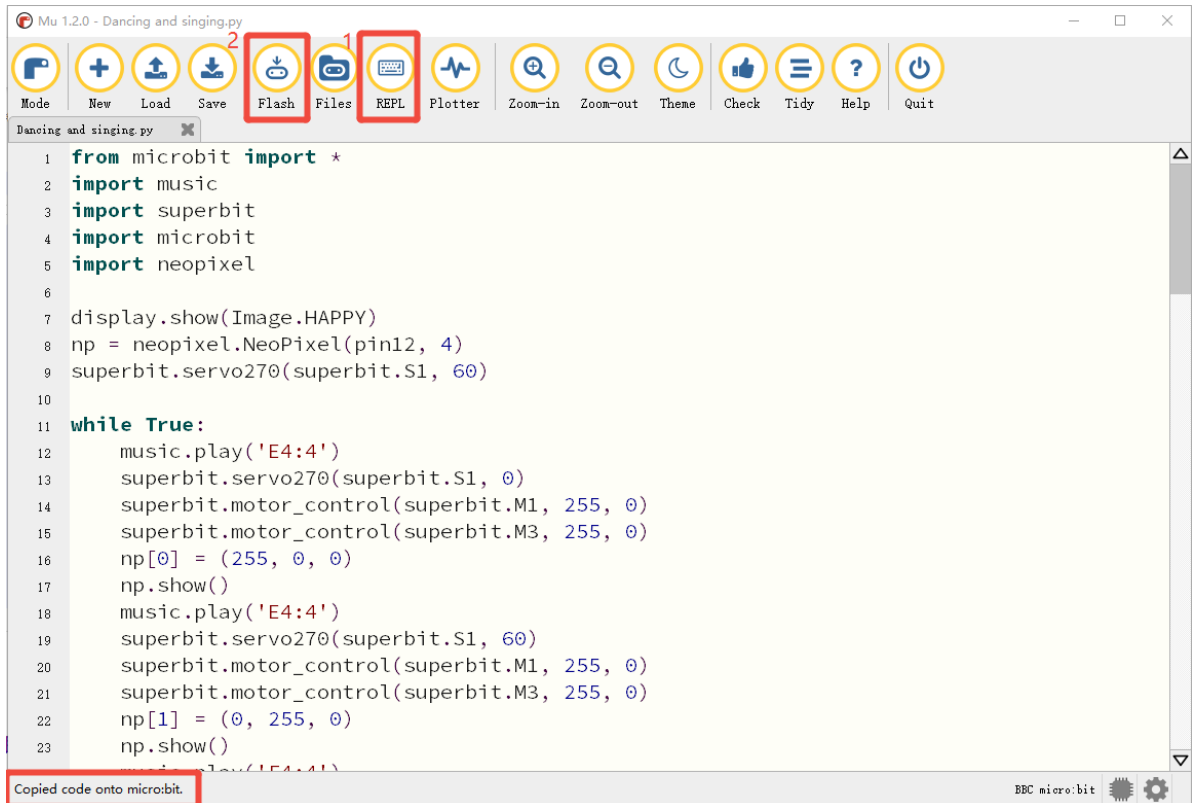 Mu 1.2.0 - Dancing and singing.py
2 1
Mode New Load Save Flash Files REPL Plotter Zoom-in Zoom-out Theme Check Tidy Help Quit
Dancing and singing.py
1 from microbit import *
2 import music
3 import superbit
4 import microbit
5 import neopixel
6
7 display.show(Image.HAPPY)
8 np = neopixel.NeoPixel(pin12, 4)
9 superbit.servo270(superbit.S1, 60)
10
11 while True:
12 music.play('E4:4')
13 superbit.servo270(superbit.S1, 0)
14 superbit.motor_control(superbit.M1, 255, 0)
15 superbit.motor_control(superbit.M3, 255, 0)
16 np[0] = (255, 0, 0)
17 np.show()
18 music.play('E4:4')
19 superbit.servo270(superbit.S1, 60)
20 superbit.motor_control(superbit.M1, 255, 0)
21 superbit.motor_control(superbit.M3, 255, 0)
22 np[1] = (0, 255, 0)
23 np.show()
music.play('E4:4')
Copied code onto micro:bit. BBC micro:bit